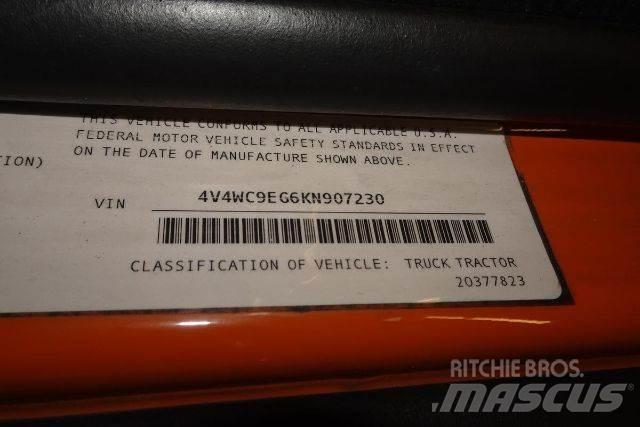 THIS VEHICLE CONFORMS TO ALL APPLICABLE U.S.A.
FEDERAL MOTOR VEHICLE SAFETY STANDARDS IN EFFECT
ON THE DATE OF MANUFACTURE SHOWN ABOVE.
TION)
VIN 4V4WC9EG6KN907230
CLASSIFICATION OF VEHICLE: TRUCK TRACTOR
20377823
RITCHIE BROS.
MASCUS